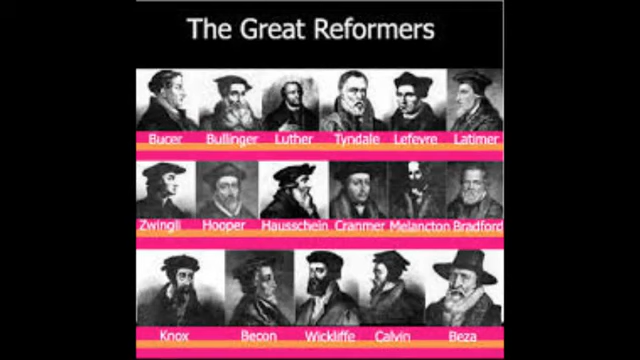 The Great Reformers
Bucer Bullinger Luther Tyndale Lefevre Latimer
Zwingli Hooper Hausschein Cranmer Melancton Bradford
Knox Becon Wickliffe Calvin Beza